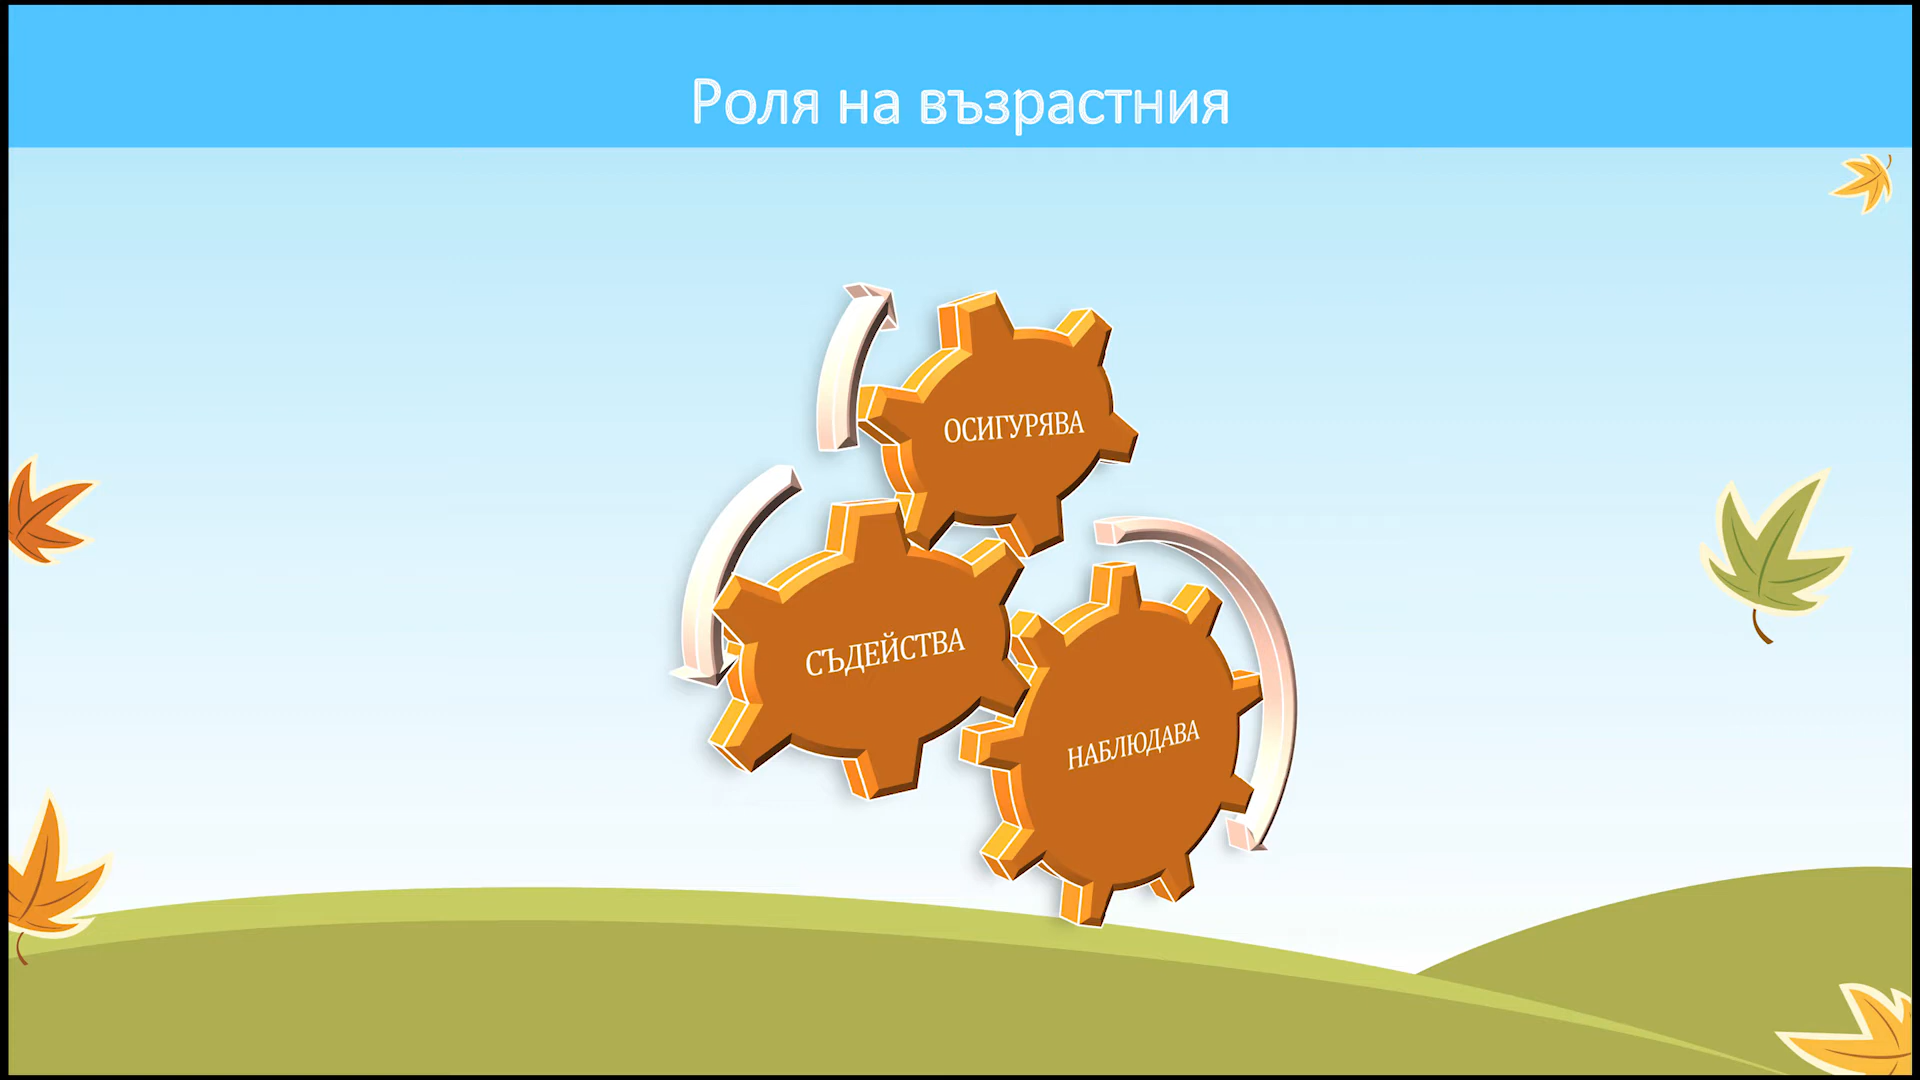 Роля на възрастния
ОСИГУРЯВА
СЪДЕЙСТВА
НАБЛЮДАВА